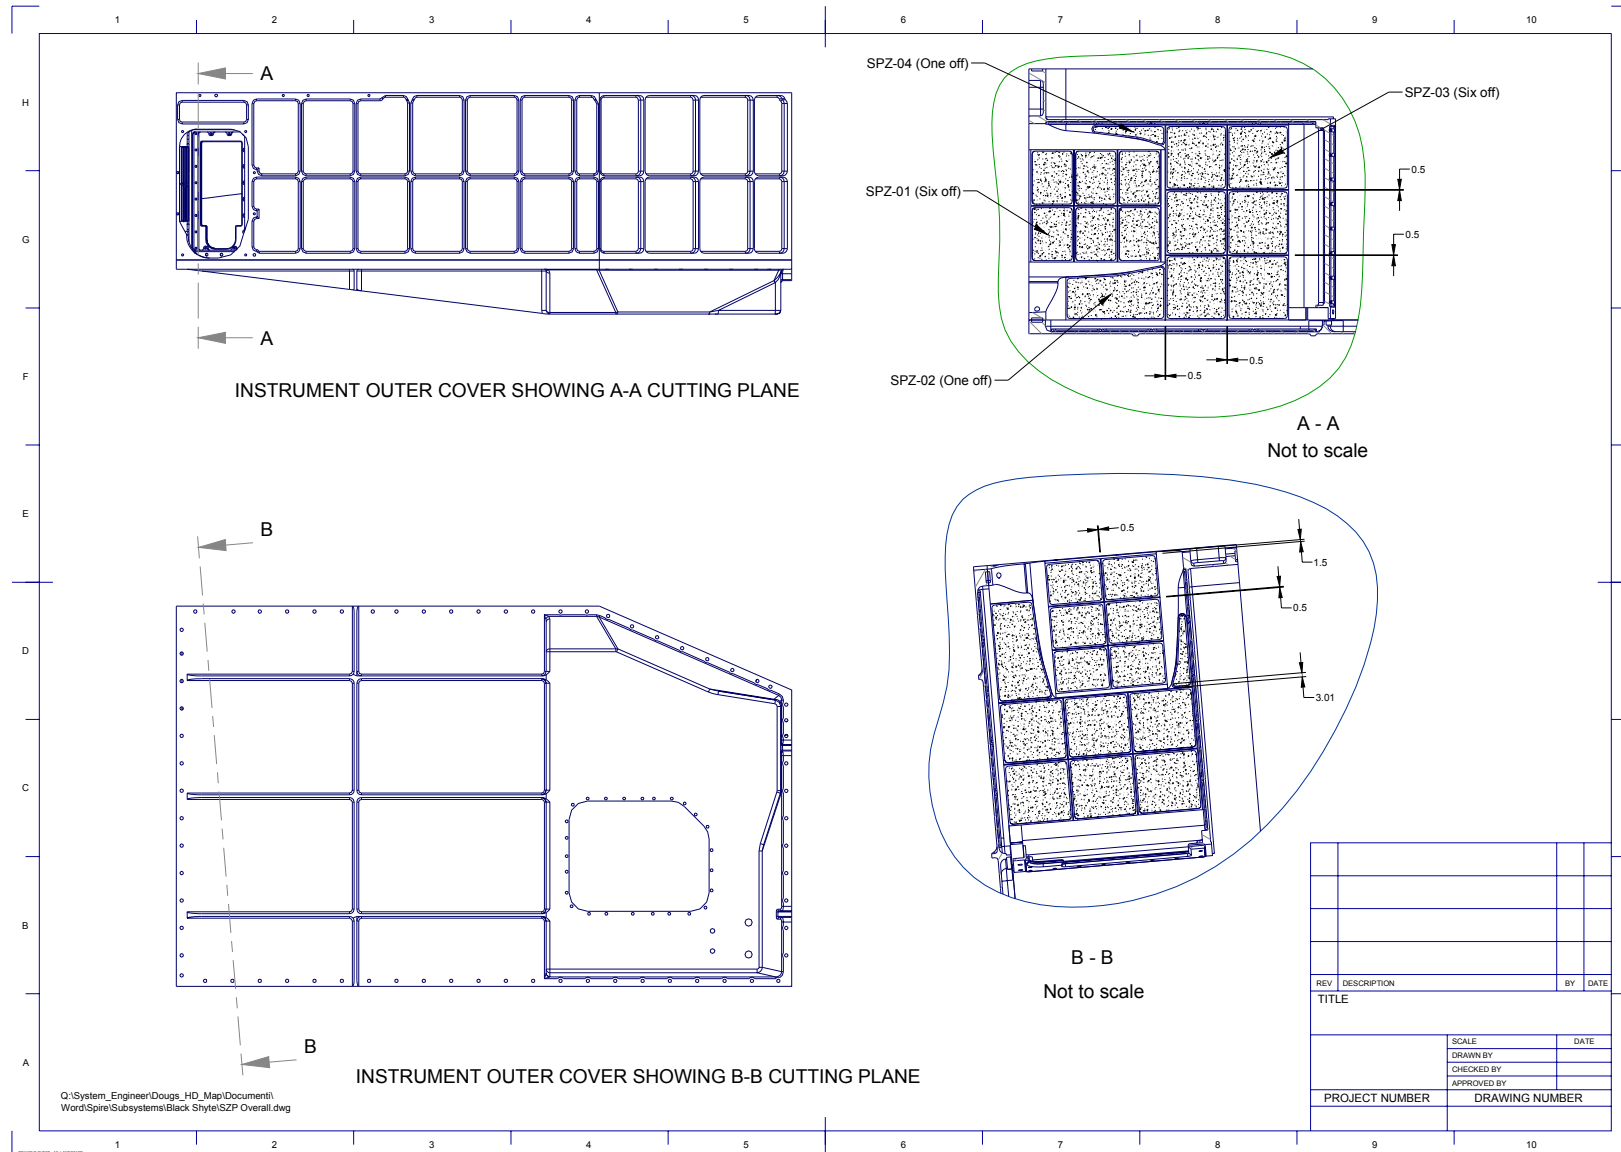 1 2 3 4 5 6 7 8 9 10
H
G
F
E
D
C
B
A
A
A
INSTRUMENT OUTER COVER SHOWING A-A CUTTING PLANE
SPZ-04 (One off)
SPZ-03 (Six off)
SPZ-01 (Six off)
SPZ-02 (One off)
0.5
0.5
0.5
0.5
A - A
Not to scale
B
B
INSTRUMENT OUTER COVER SHOWING B-B CUTTING PLANE
0.5
1.5
0.5
3.01
B - B
Not to scale
REV DESCRIPTION BY DATE
TITLE
SCALE DATE
DRAWN BY
CHECKED BY
APPROVED BY
PROJECT NUMBER DRAWING NUMBER
Q:\System_Engineer\Dougs_HD_Map\Documenti\
Word\Spire\Subsystems\Black Shyte\SZP Overall.dwg
1 2 3 4 5 6 7 8 9 10